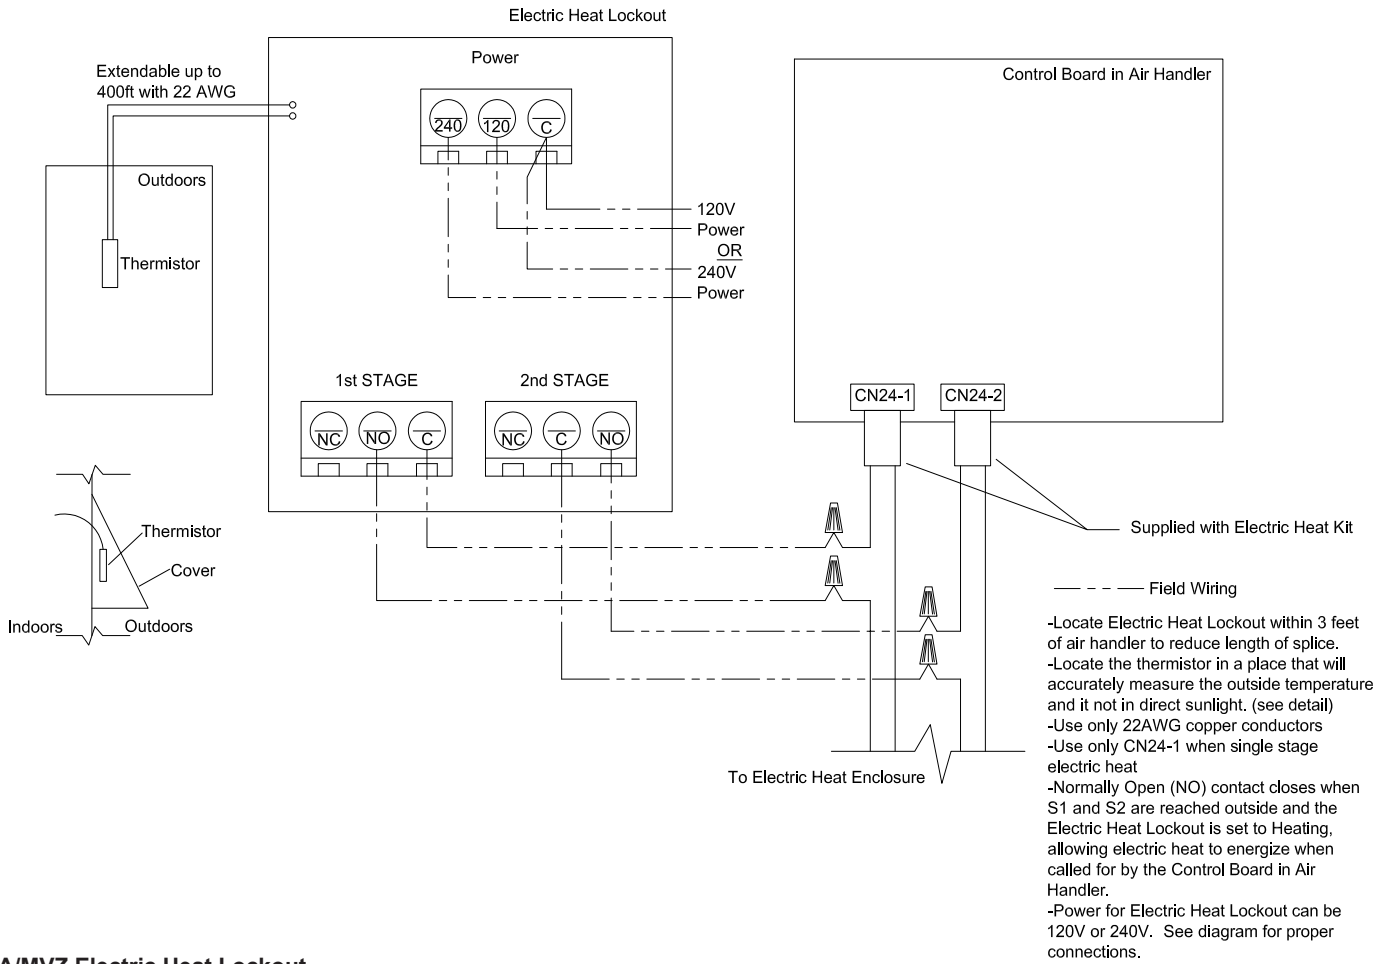 Electric Heat Lockout
Power
Control Board in Air Handler
Extendable up to
400ft with 22 AWG
240
120
C
Outdoors
Thermistor
120V
Power
OR
240V
Power
1st STAGE
2nd STAGE
NC
NO
C
NC
C
NO
CN24-1
CN24-2
Thermistor
Cover
Indoors
Outdoors
Supplied with Electric Heat Kit
Field Wiring
To Electric Heat Enclosure
-Locate Electric Heat Lockout within 3 feet
of air handler to reduce length of splice.
-Locate the thermistor in a place that will
accurately measure the outside temperature
and it not in direct sunlight. (see detail)
-Use only 22AWG copper conductors
-Use only CN24-1 when single stage
electric heat
-Normally Open (NO) contact closes when
S1 and S2 are reached outside and the
Electric Heat Lockout is set to Heating,
allowing electric heat to energize when
called for by the Control Board in Air
Handler.
-Power for Electric Heat Lockout can be
120V or 240V. See diagram for proper
connections.
A/MVZ Electric Heat Lockout